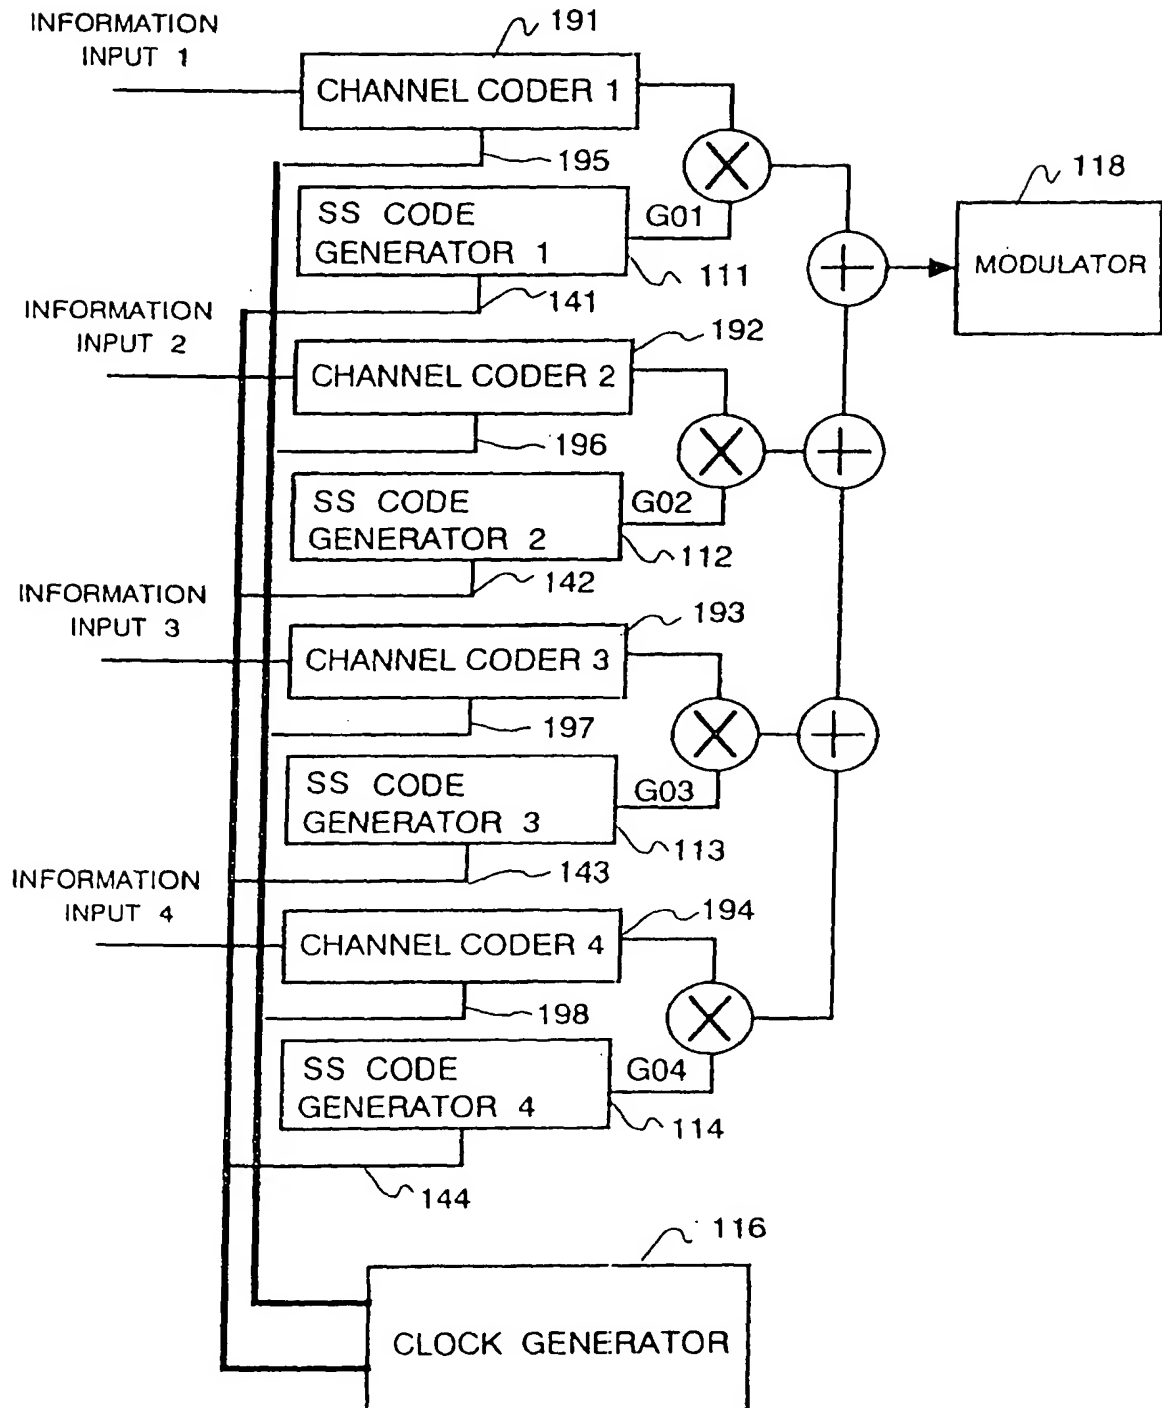 INFORMATION
INPUT 1
191
CHANNEL CODER 1
195
118
SS CODE
GENERATOR 1
G01
111
141
MODULATOR
INFORMATION
INPUT 2
192
CHANNEL CODER 2
196
SS CODE
GENERATOR 2
G02
112
142
INFORMATION
INPUT 3
193
CHANNEL CODER 3
197
SS CODE
GENERATOR 3
G03
113
143
INFORMATION
INPUT 4
194
CHANNEL CODER 4
198
SS CODE
GENERATOR 4
G04
114
144
116
CLOCK GENERATOR